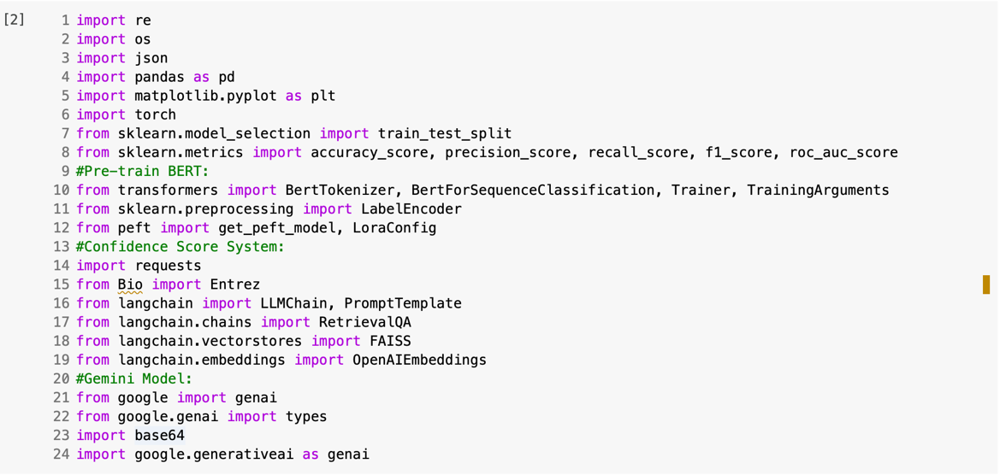 [2] 1 import re
2 import os
3 import json
4 import pandas as pd
5 import matplotlib.pyplot as plt
6 import torch
7 from sklearn.model_selection import train_test_split
8 from sklearn.metrics import accuracy_score, precision_score, recall_score, f1_score, roc_auc_score
9 #Pre-train BERT:
10 from transformers import BertTokenizer, BertForSequenceClassification, Trainer, TrainingArguments
11 from sklearn.preprocessing import LabelEncoder
12 from peft import get_peft_model, LoraConfig
13 #Confidence Score System:
14 import requests
15 from Bio import Entrez
16 from langchain import LLMChain, PromptTemplate
17 from langchain.chains import RetrievalQA
18 from langchain.vectorstores import FAISS
19 from langchain.embeddings import OpenAIEmbeddings
20 #Gemini Model:
21 from google import genai
22 from google.genai import types
23 import base64
24 import google.generativeai as genai